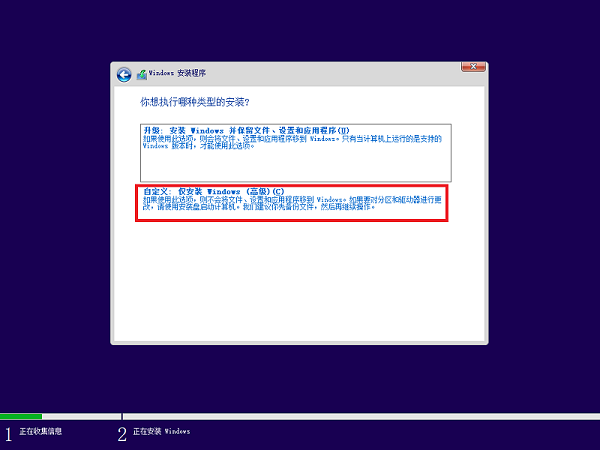 Windows 安装程序
你想执行哪种类型的安装?
升级: 安装 Windows 并保留文件、设置和应用程序(U)
如果使用此选项，则会将文件、设置和应用程序移到 Windows。只有当计算机上运行的是支持的
Windows 版本时，才能使用此选项。
自定义: 仅安装 Windows (高级)(C)
如果使用此选项，则不会将文件、设置和应用程序移到 Windows。如果要对分区和驱动器进行更
改，请使用安装盘启动计算机。我们建议你先备份文件，然后再继续操作。
1 正在收集信息
2 正在安装 Windows